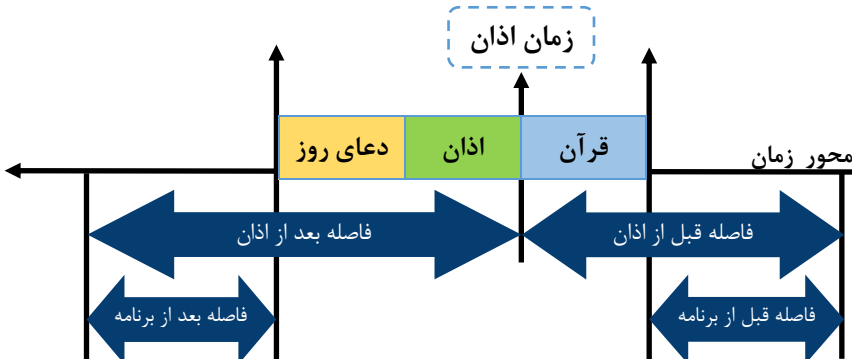 زمان اذان
محور زمان
قرآن
اذان
دعای روز
فاصله قبل از اذان
فاصله بعد از اذان
فاصله قبل از برنامه
فاصله بعد از برنامه